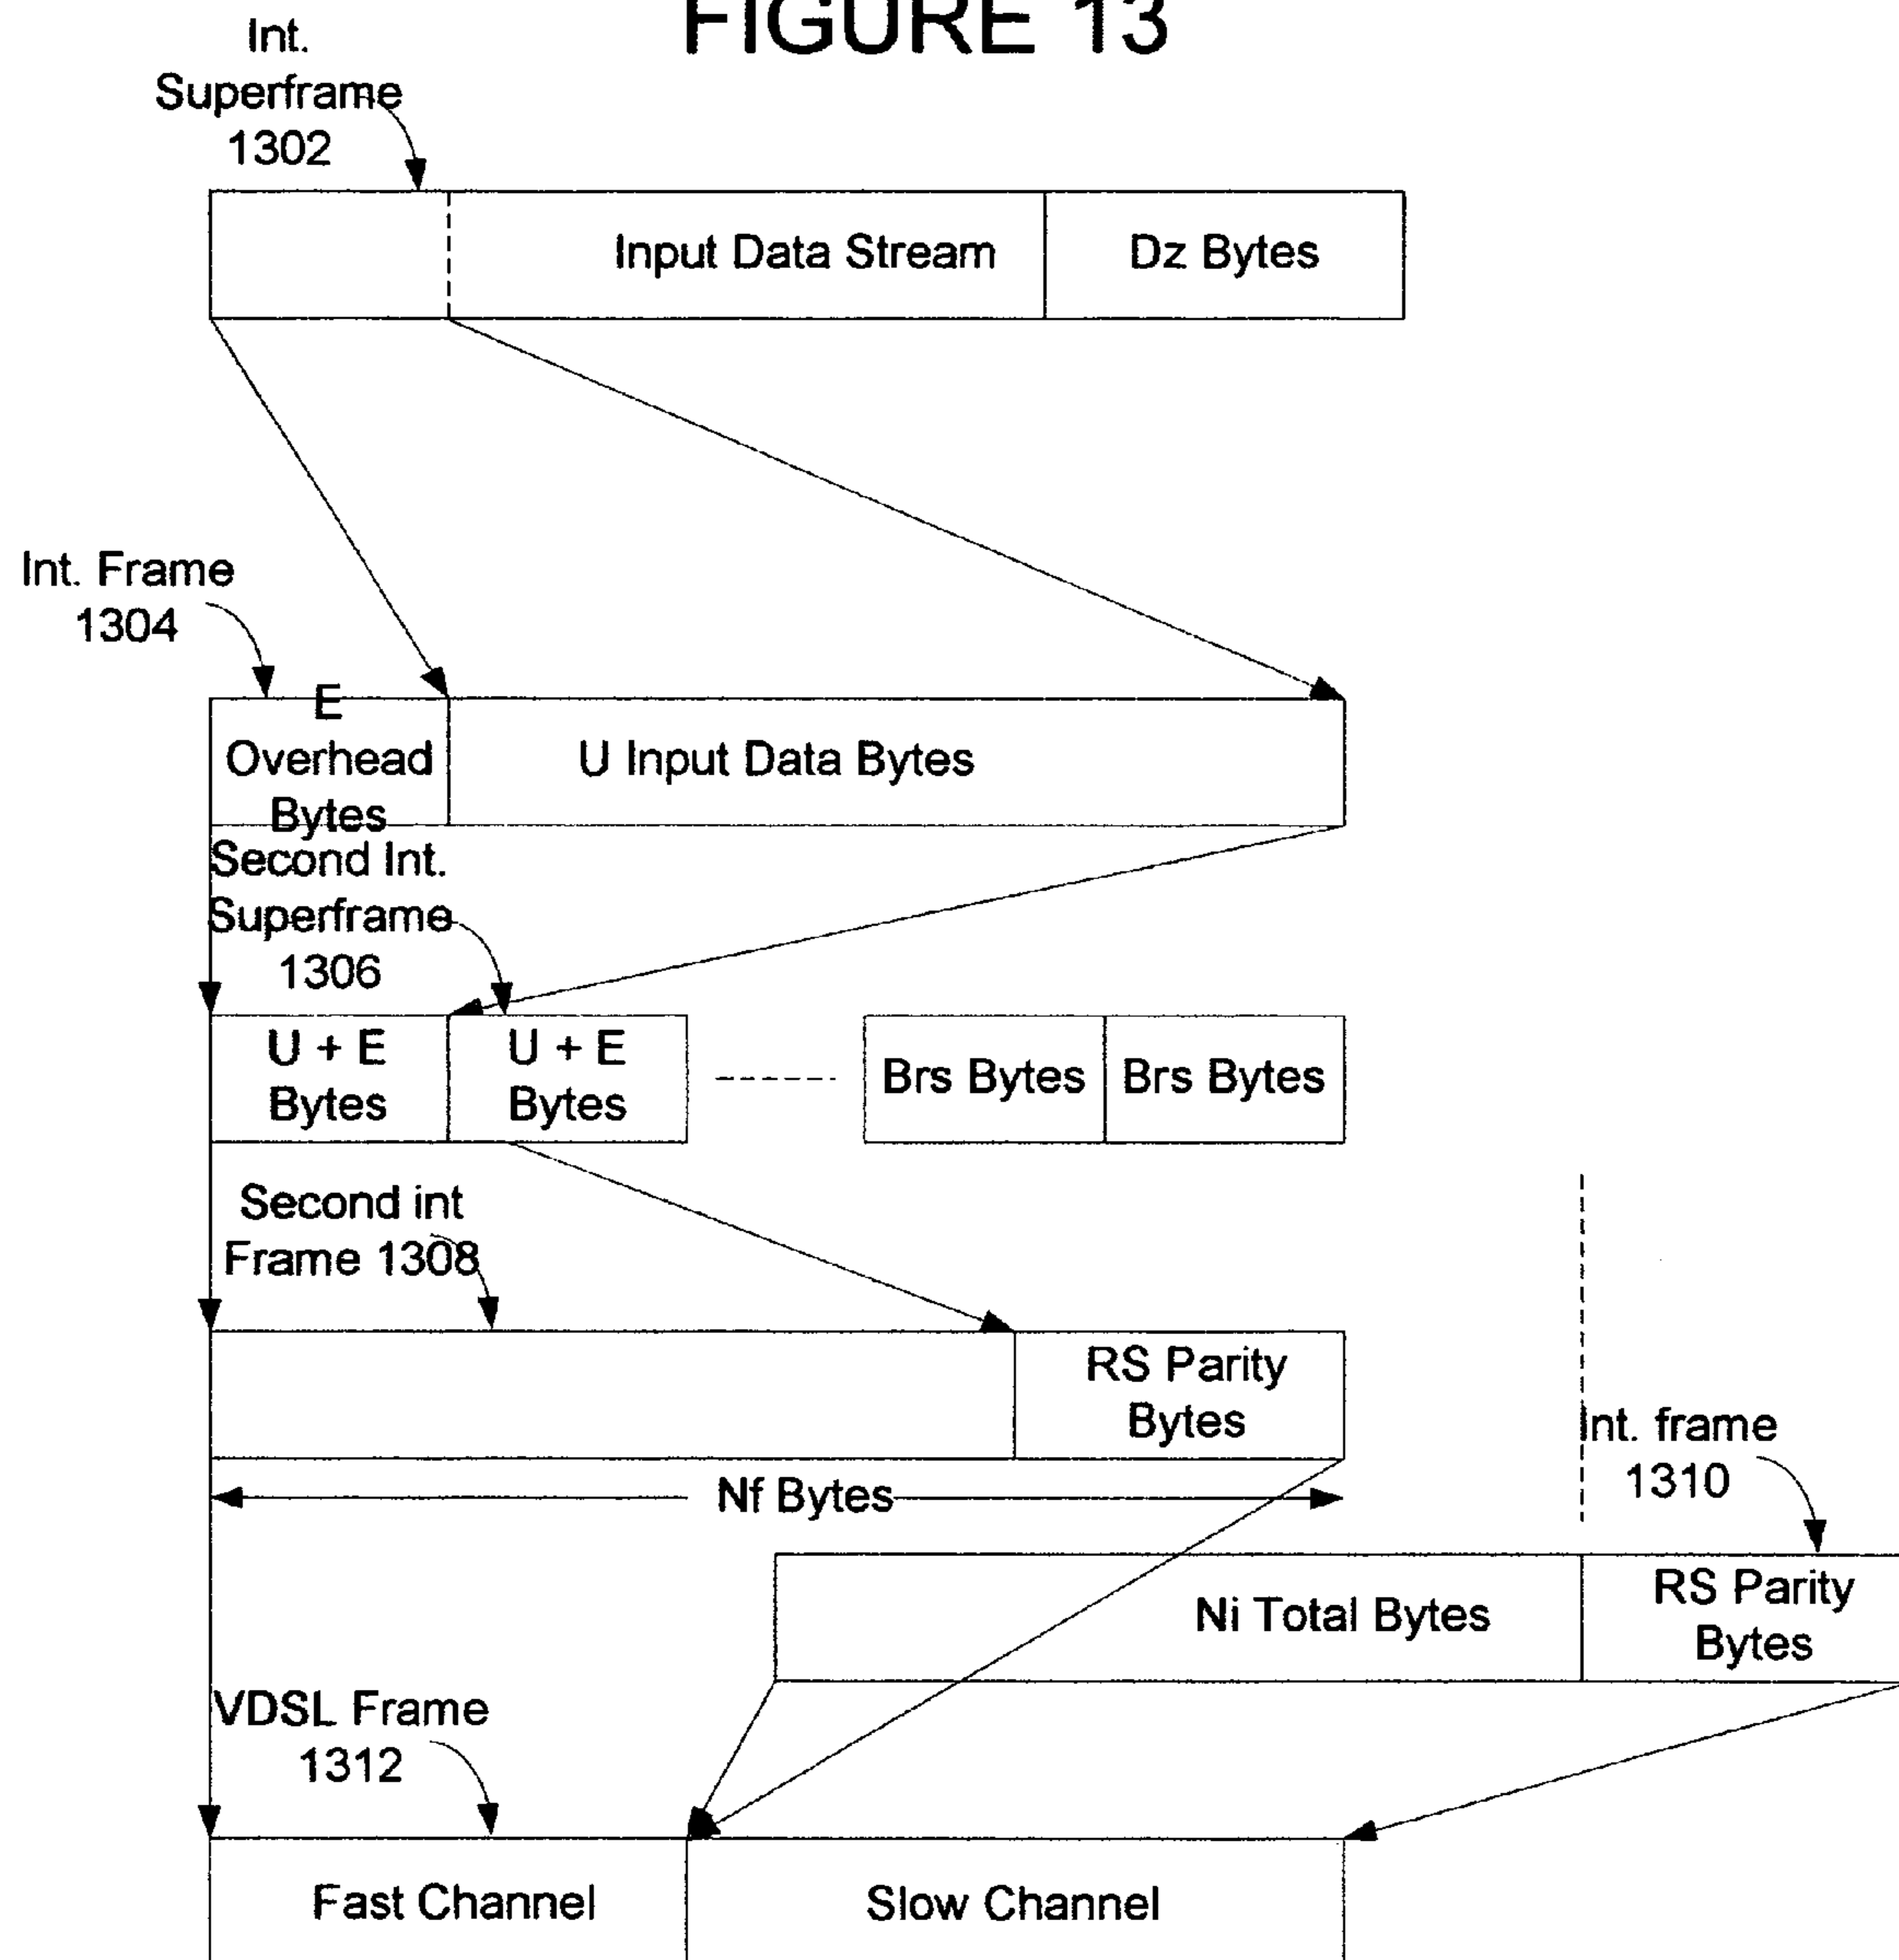 FIGURE 13
Int.
Superframe
1302
Input Data Stream
Dz Bytes
Int. Frame
1304
E
Overhead
Bytes
U Input Data Bytes
Second Int.
Superframe
1306
U + E
Bytes
U + E
Bytes
Brs Bytes
Brs Bytes
Second int
Frame 1308
RS Parity
Bytes
Nf Bytes
Int. frame
1310
Ni Total Bytes
RS Parity
Bytes
VDSL Frame
1312
Fast Channel
Slow Channel